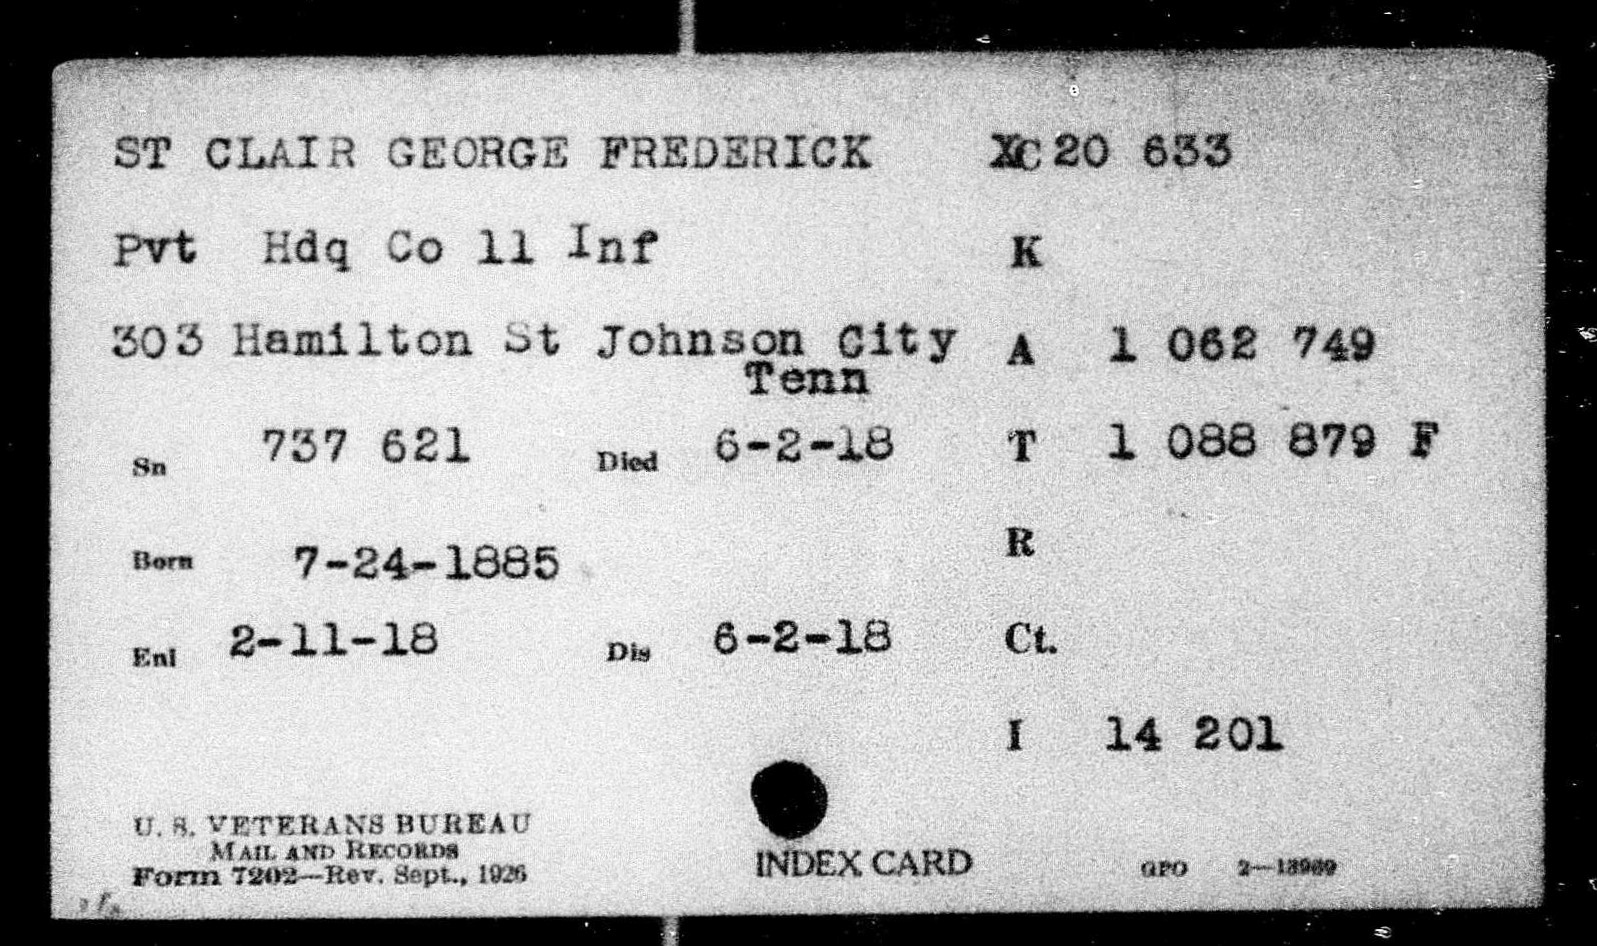 ST CLAIR GEORGE FREDERICK XC 20 633
Pvt Hdq Co 11 Inf K
303 Hamilton St Johnson City A 1 062 749
Tenn
Sn 737 621 Died 6-2-18 T 1 088 879 F
Born 7-24-1885 R
Enl 2-11-18 Dis 6-2-18 Ct.
I 14 201
U. S. VETERANS BUREAU
MAIL AND RECORDS
Form 7202—Rev. Sept., 1926 INDEX CARD GPO 2—13969